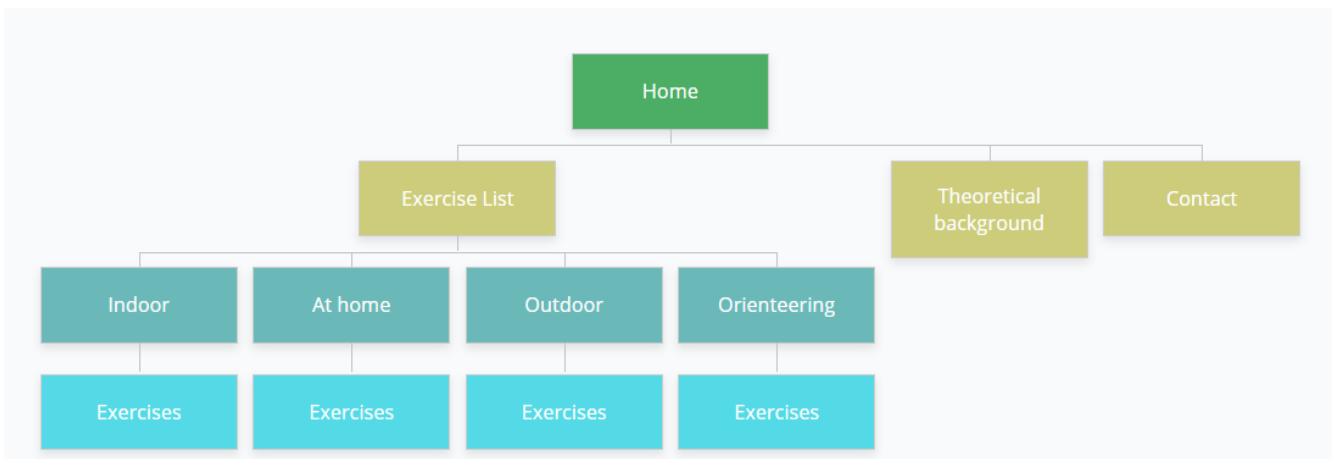 Home
Exercise List
Theoretical
background
Contact
Indoor
At home
Outdoor
Orienteering
Exercises
Exercises
Exercises
Exercises